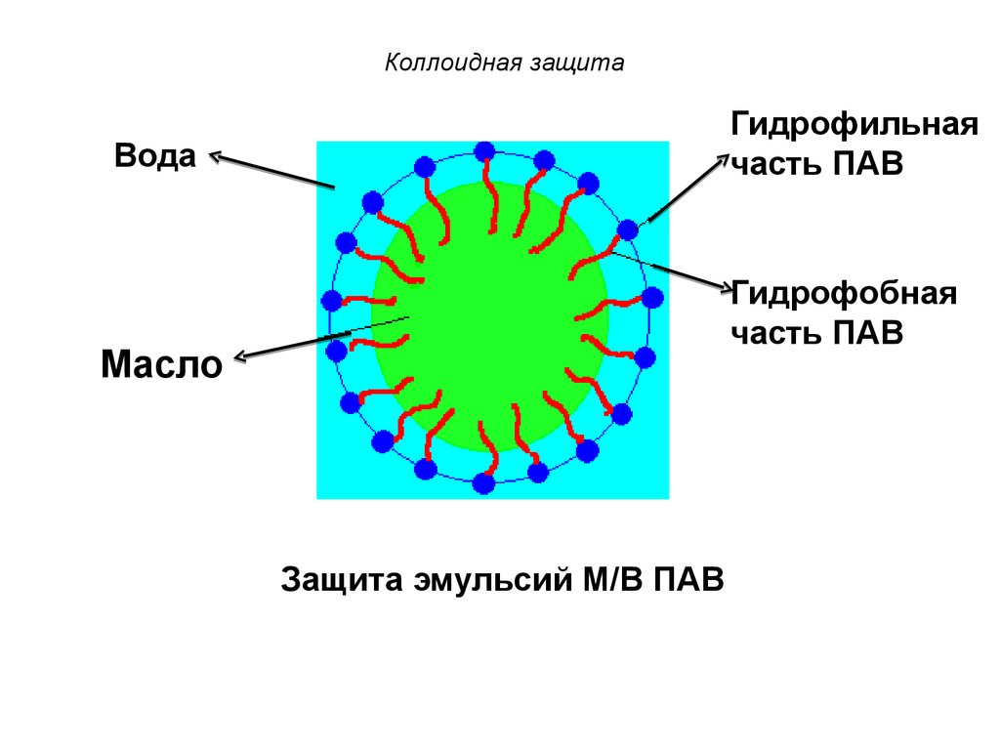 Коллоидная защита
Гидрофильная
часть ПАВ
Вода
Гидрофобная
часть ПАВ
Масло
Защита эмульсий М/В ПАВ